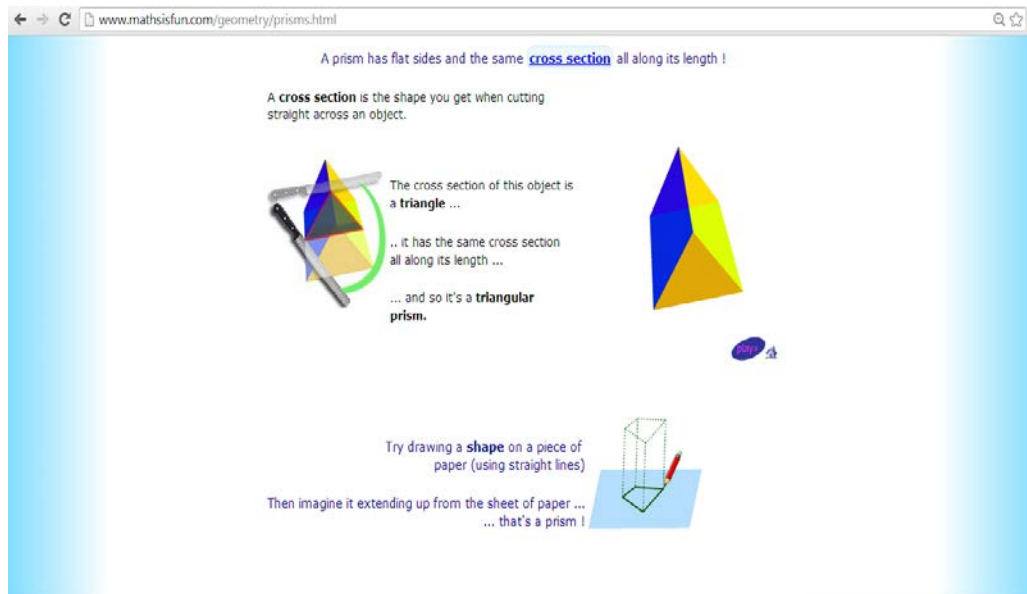 www.mathsisfun.com/geometry/prisms.html
A prism has flat sides and the same cross section all along its length !
A cross section is the shape you get when cutting
straight across an object.
The cross section of this object is
a triangle ...
.. it has the same cross section
all along its length ...
... and so it's a triangular
prism.
play
Try drawing a shape on a piece of
paper (using straight lines)
Then imagine it extending up from the sheet of paper ...
... that's a prism !